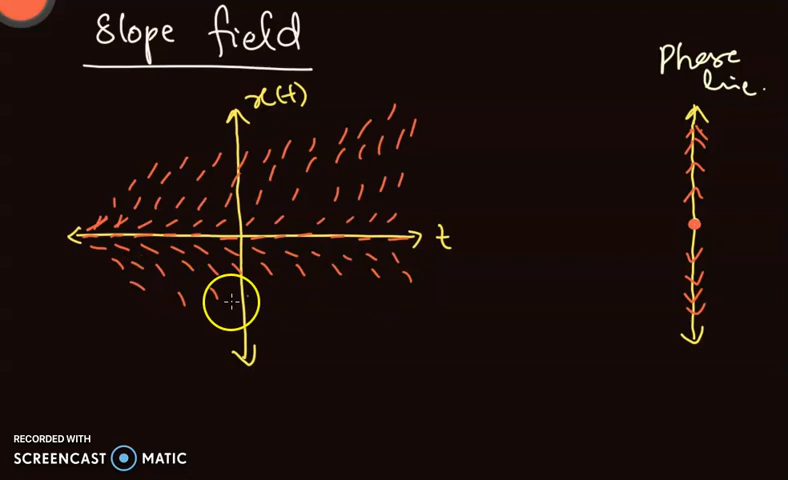 Slope field
x(t)
t
Phase
line.
RECORDED WITH
SCREENCAST MATIC